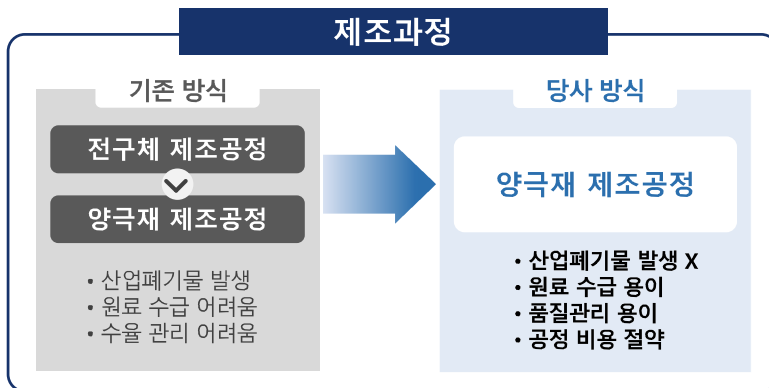 제조과정
기존 방식
전구체 제조공정
양극재 제조공정
• 산업폐기물 발생
• 원료 수급 어려움
• 수율 관리 어려움
당사 방식
양극재 제조공정
• 산업폐기물 발생 X
• 원료 수급 용이
• 품질관리 용이
• 공정 비용 절약